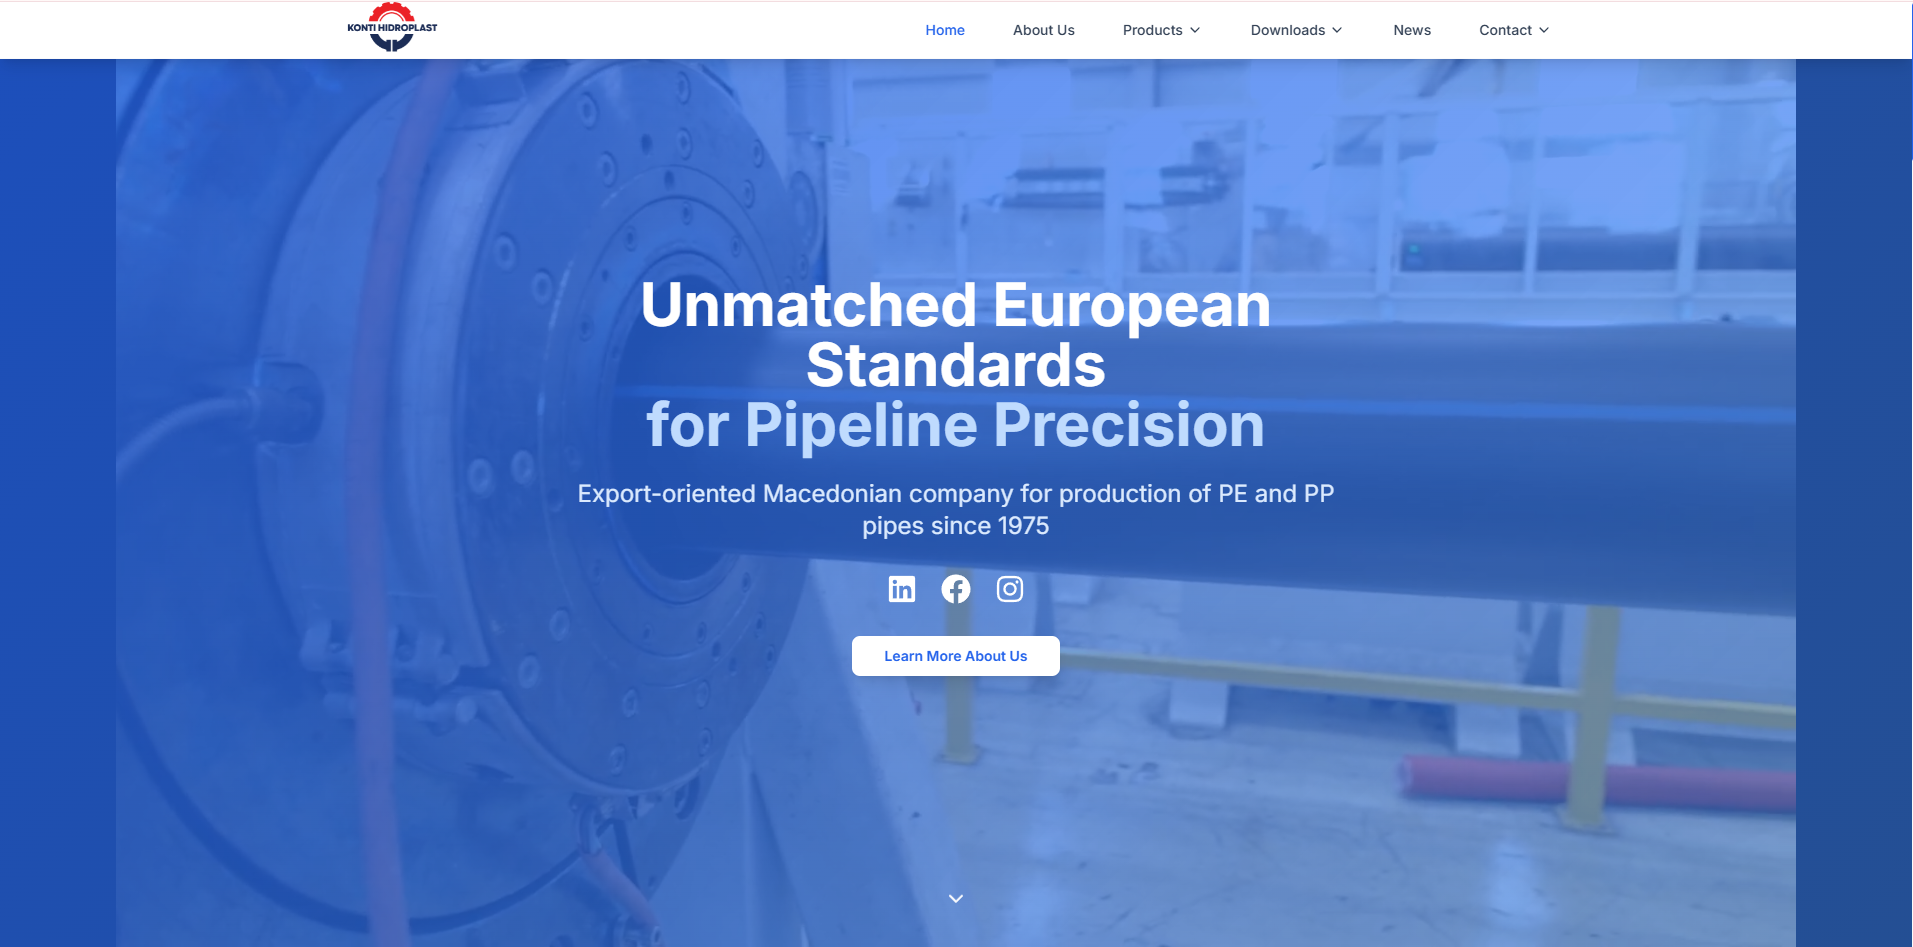 KONTI HIDROPLAST
Home
About Us
Products
Downloads
News
Contact
Unmatched European
Standards
for Pipeline Precision
Export-oriented Macedonian company for production of PE and PP
pipes since 1975
in
Learn More About Us